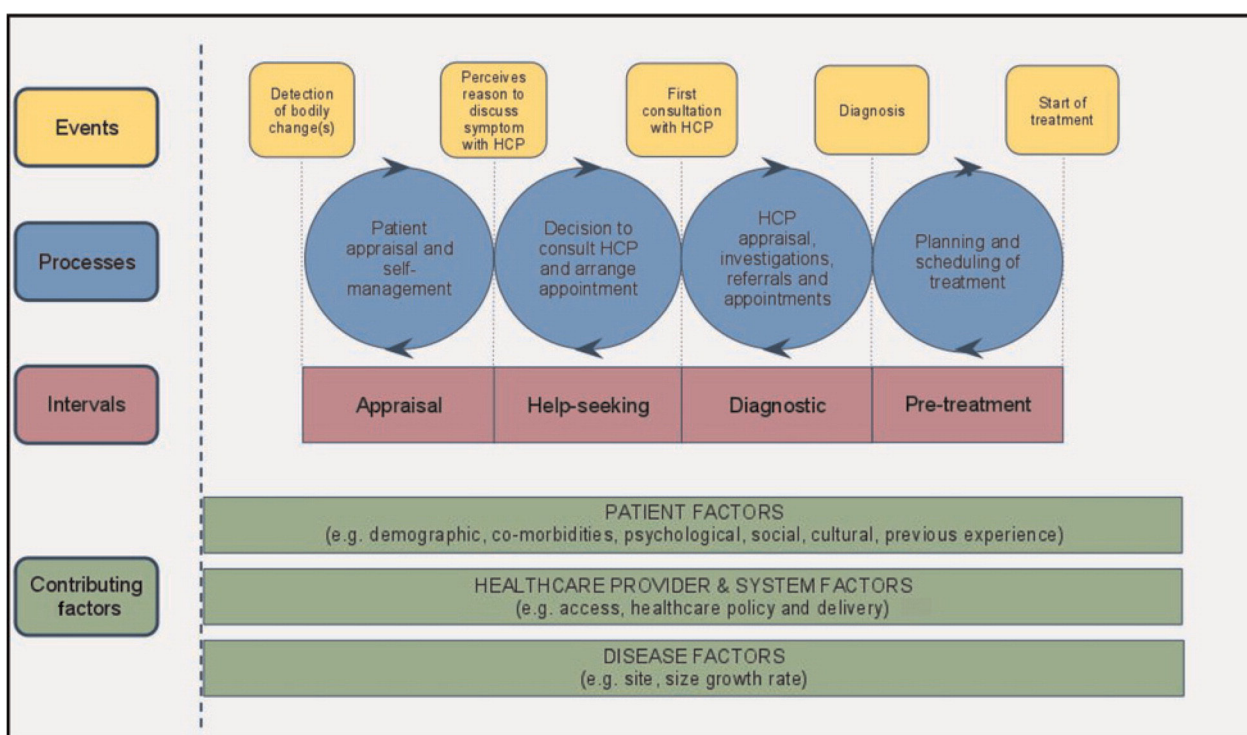 Events
Detection
of bodily
change(s)
Perceives
reason to
discuss
symptom
with HCP
First
consultation
with HCP
Diagnosis
Start of
treatment
Processes
Patient
appraisal and
self-
management
Decision to
consult HCP
and arrange
appointment
HCP
appraisal,
investigations,
referrals and
appointments
Planning and
scheduling of
treatment
Intervals
Appraisal
Help-seeking
Diagnostic
Pre-treatment
Contributing
factors
PATIENT FACTORS
(e.g. demographic, co-morbidities, psychological, social, cultural, previous experience)
HEALTHCARE PROVIDER & SYSTEM FACTORS
(e.g. access, healthcare policy and delivery)
DISEASE FACTORS
(e.g. site, size growth rate)